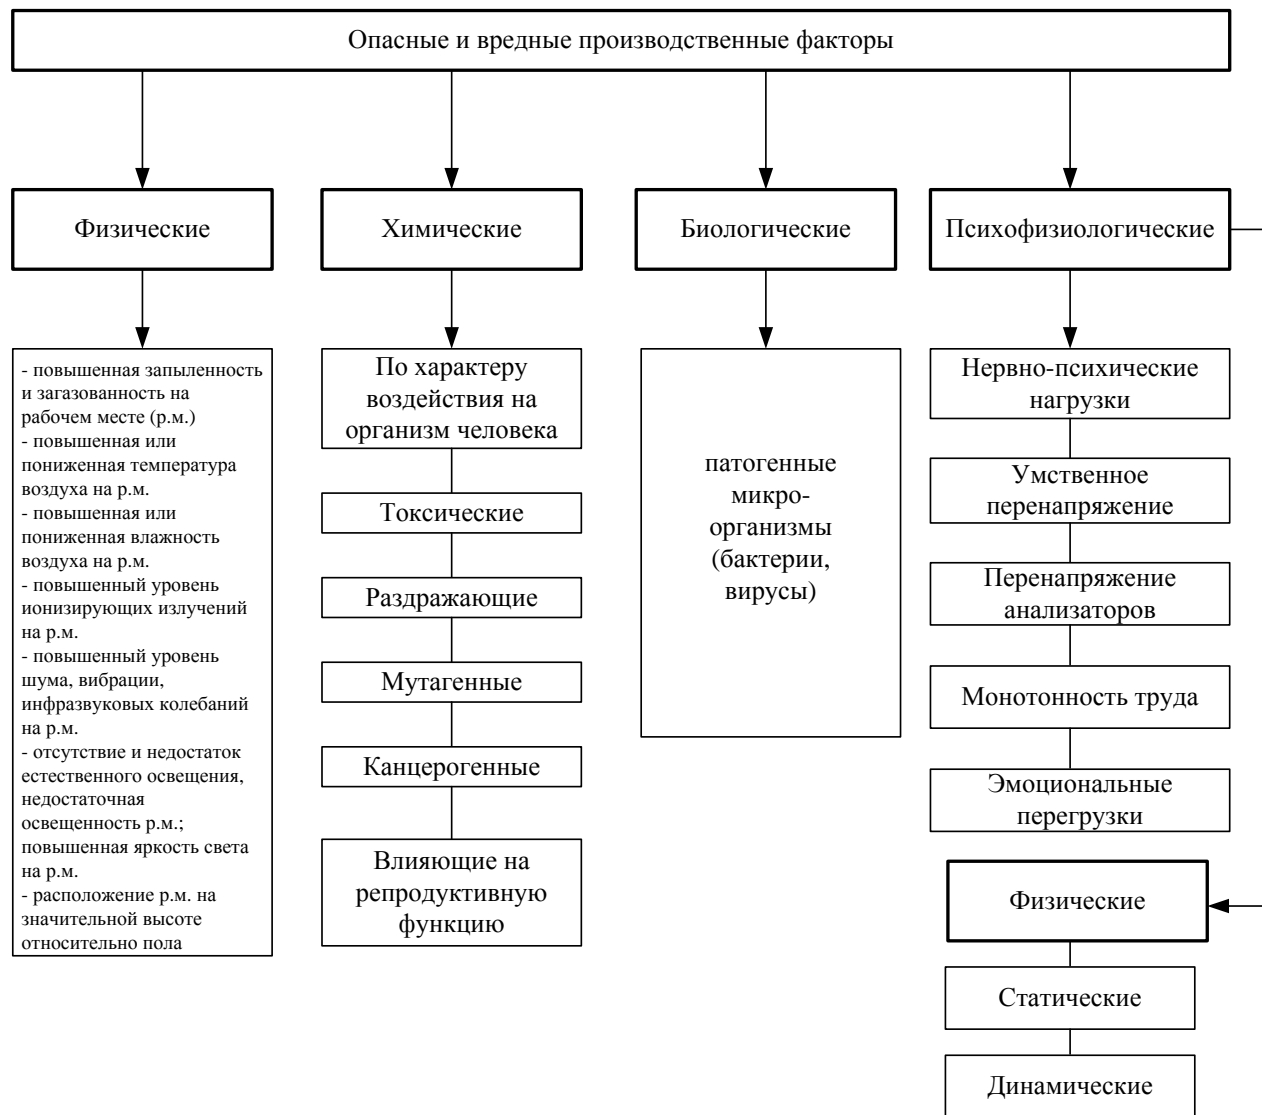 Опасные и вредные производственные факторы
Физические
Химические
Биологические
Психофизиологические
- повышенная запыленность
и загазованность на
рабочем месте (р.м.)
- повышенная или
пониженная температура
воздуха на р.м.
- повышенная или
пониженная влажность
воздуха на р.м.
- повышенный уровень
ионизирующих излучений
на р.м.
- повышенный уровень
шума, вибрации,
инфразвуковых колебаний
на р.м.
- отсутствие и недостаток
естественного освещения,
недостаточная
освещенность р.м.;
повышенная яркость света
на р.м.
- расположение р.м. на
значительной высоте
относительно пола
По характеру
воздействия на
организм человека
Токсические
Раздражающие
Мутагенные
Канцерогенные
Влияющие на
репродуктивную
функцию
патогенные
микро-
организмы
(бактерии,
вирусы)
Нервно-психические
нагрузки
Умственное
перенапряжение
Перенапряжение
анализаторов
Монотонность труда
Эмоциональные
перегрузки
Физические
Статические
Динамические